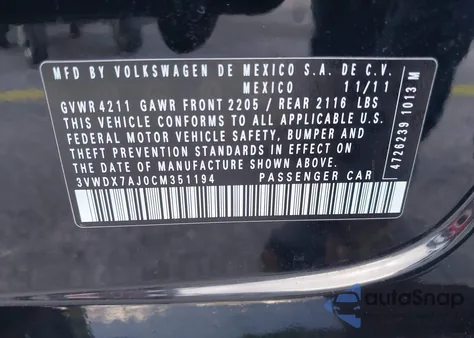 MFD BY VOLKSWAGEN DE MEXICO S.A. DE C.V.
MEXICO 11/11
GVWR 4211 GAWR FRONT 2205 / REAR 2116 LBS
THIS VEHICLE CONFORMS TO ALL APPLICABLE U.S.
FEDERAL MOTOR VEHICLE SAFETY, BUMPER AND
THEFT PREVENTION STANDARDS IN EFFECT ON
THE DATE OF MANUFACTURE SHOWN ABOVE.
3VWDX7AJ0CM351194 PASSENGER CAR
4726239 1013 M
autoSnap